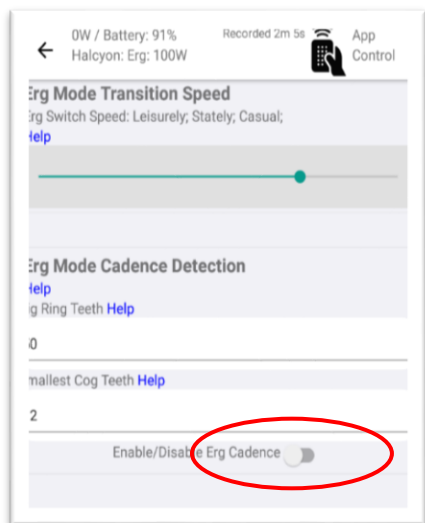 0W / Battery: 91%
Recorded 2m 5s
App
Halcyon: Erg: 100W
Control
Erg Mode Transition Speed
Erg Switch Speed: Leisurely; Stately; Casual;
Help
Erg Mode Cadence Detection
Help
ig Ring Teeth Help
0
mallest Cog Teeth Help
2
Enable/Disable Erg Cadence